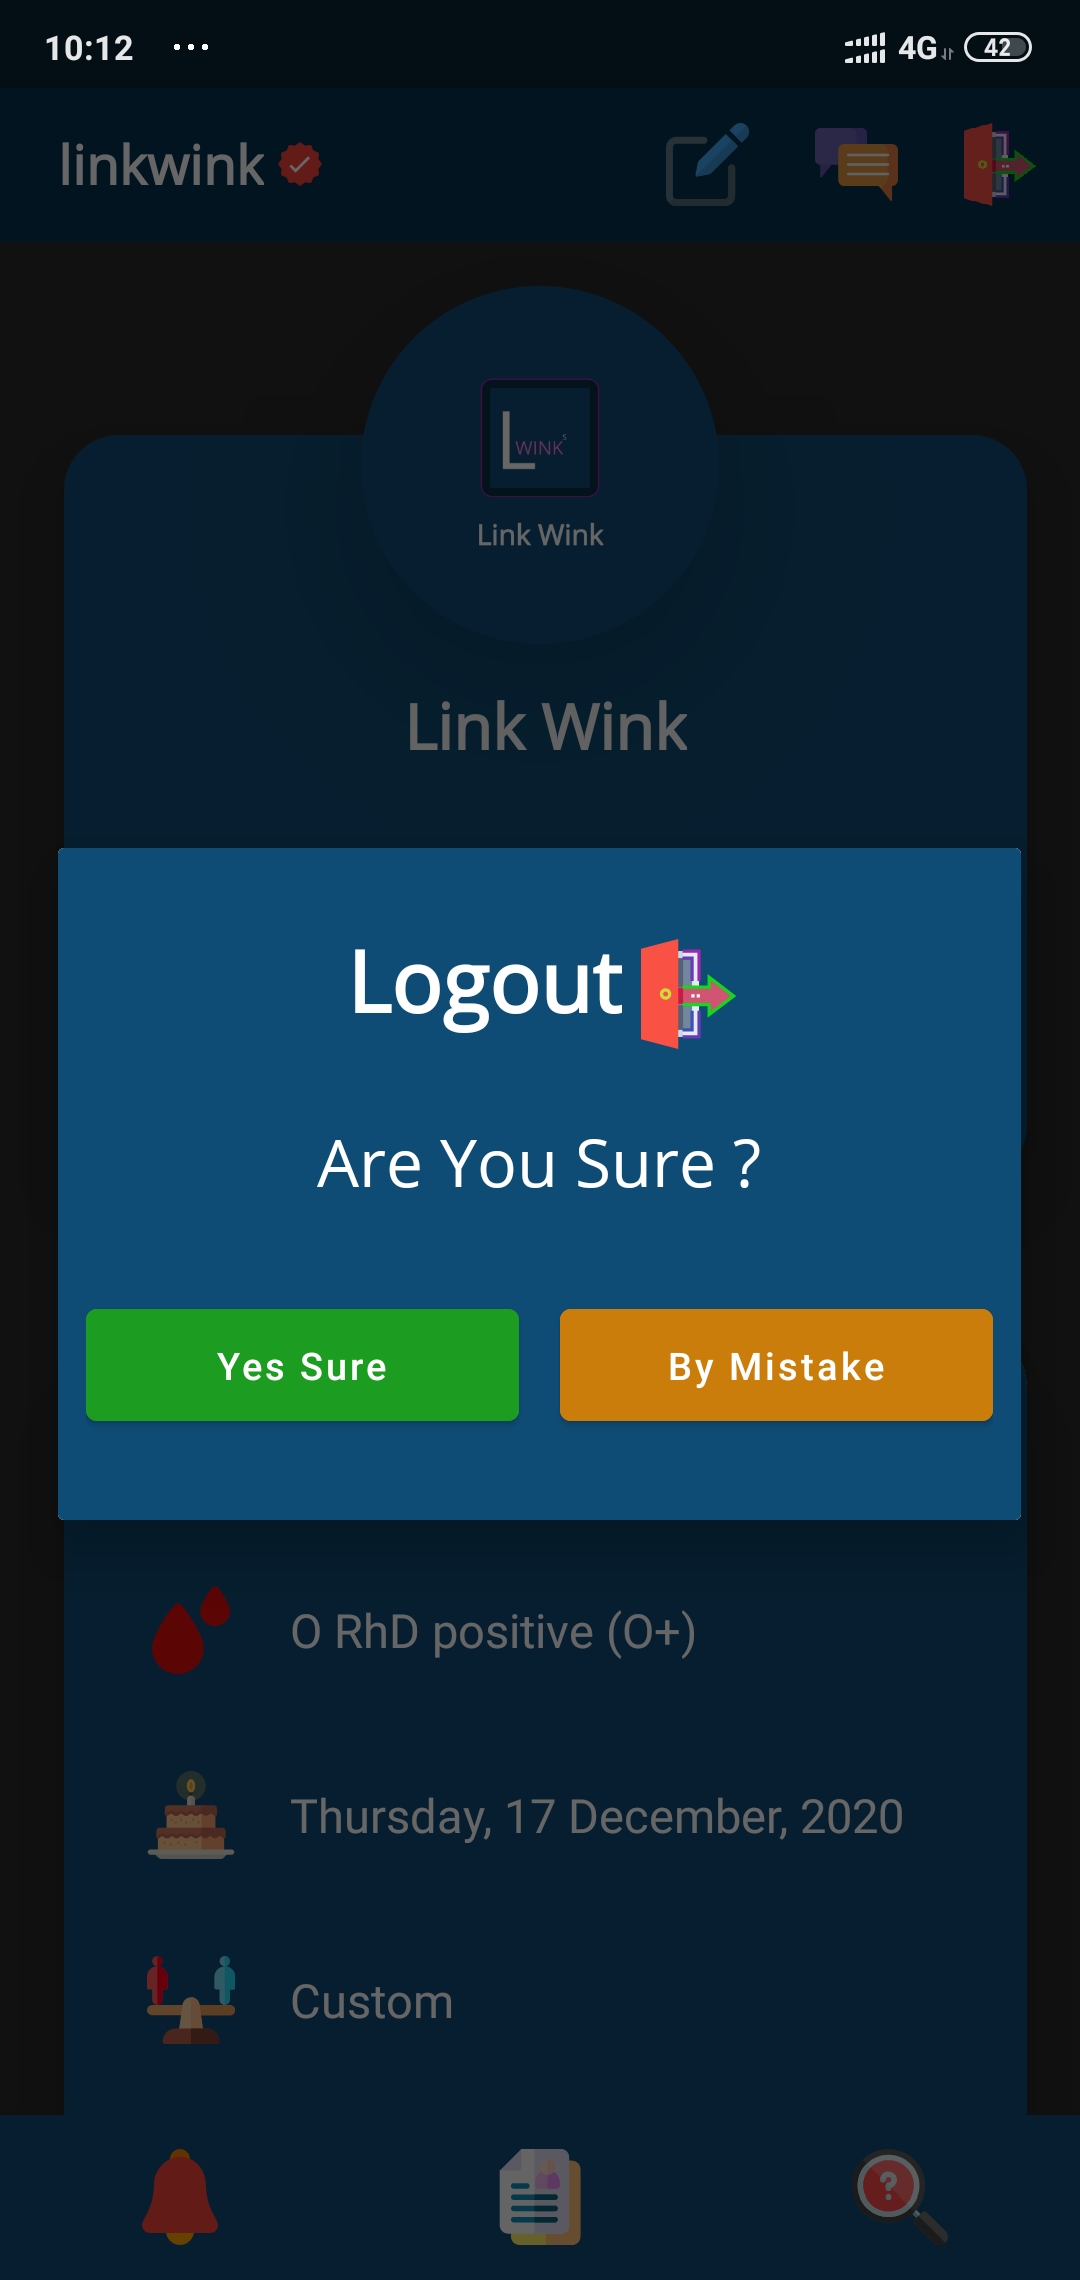 10:12 ... 4G 42
linkwink
L WINK s
Link Wink
Link Wink
Logout
Are You Sure ?
Yes Sure By Mistake
O RhD positive (O+)
Thursday, 17 December, 2020
Custom
?